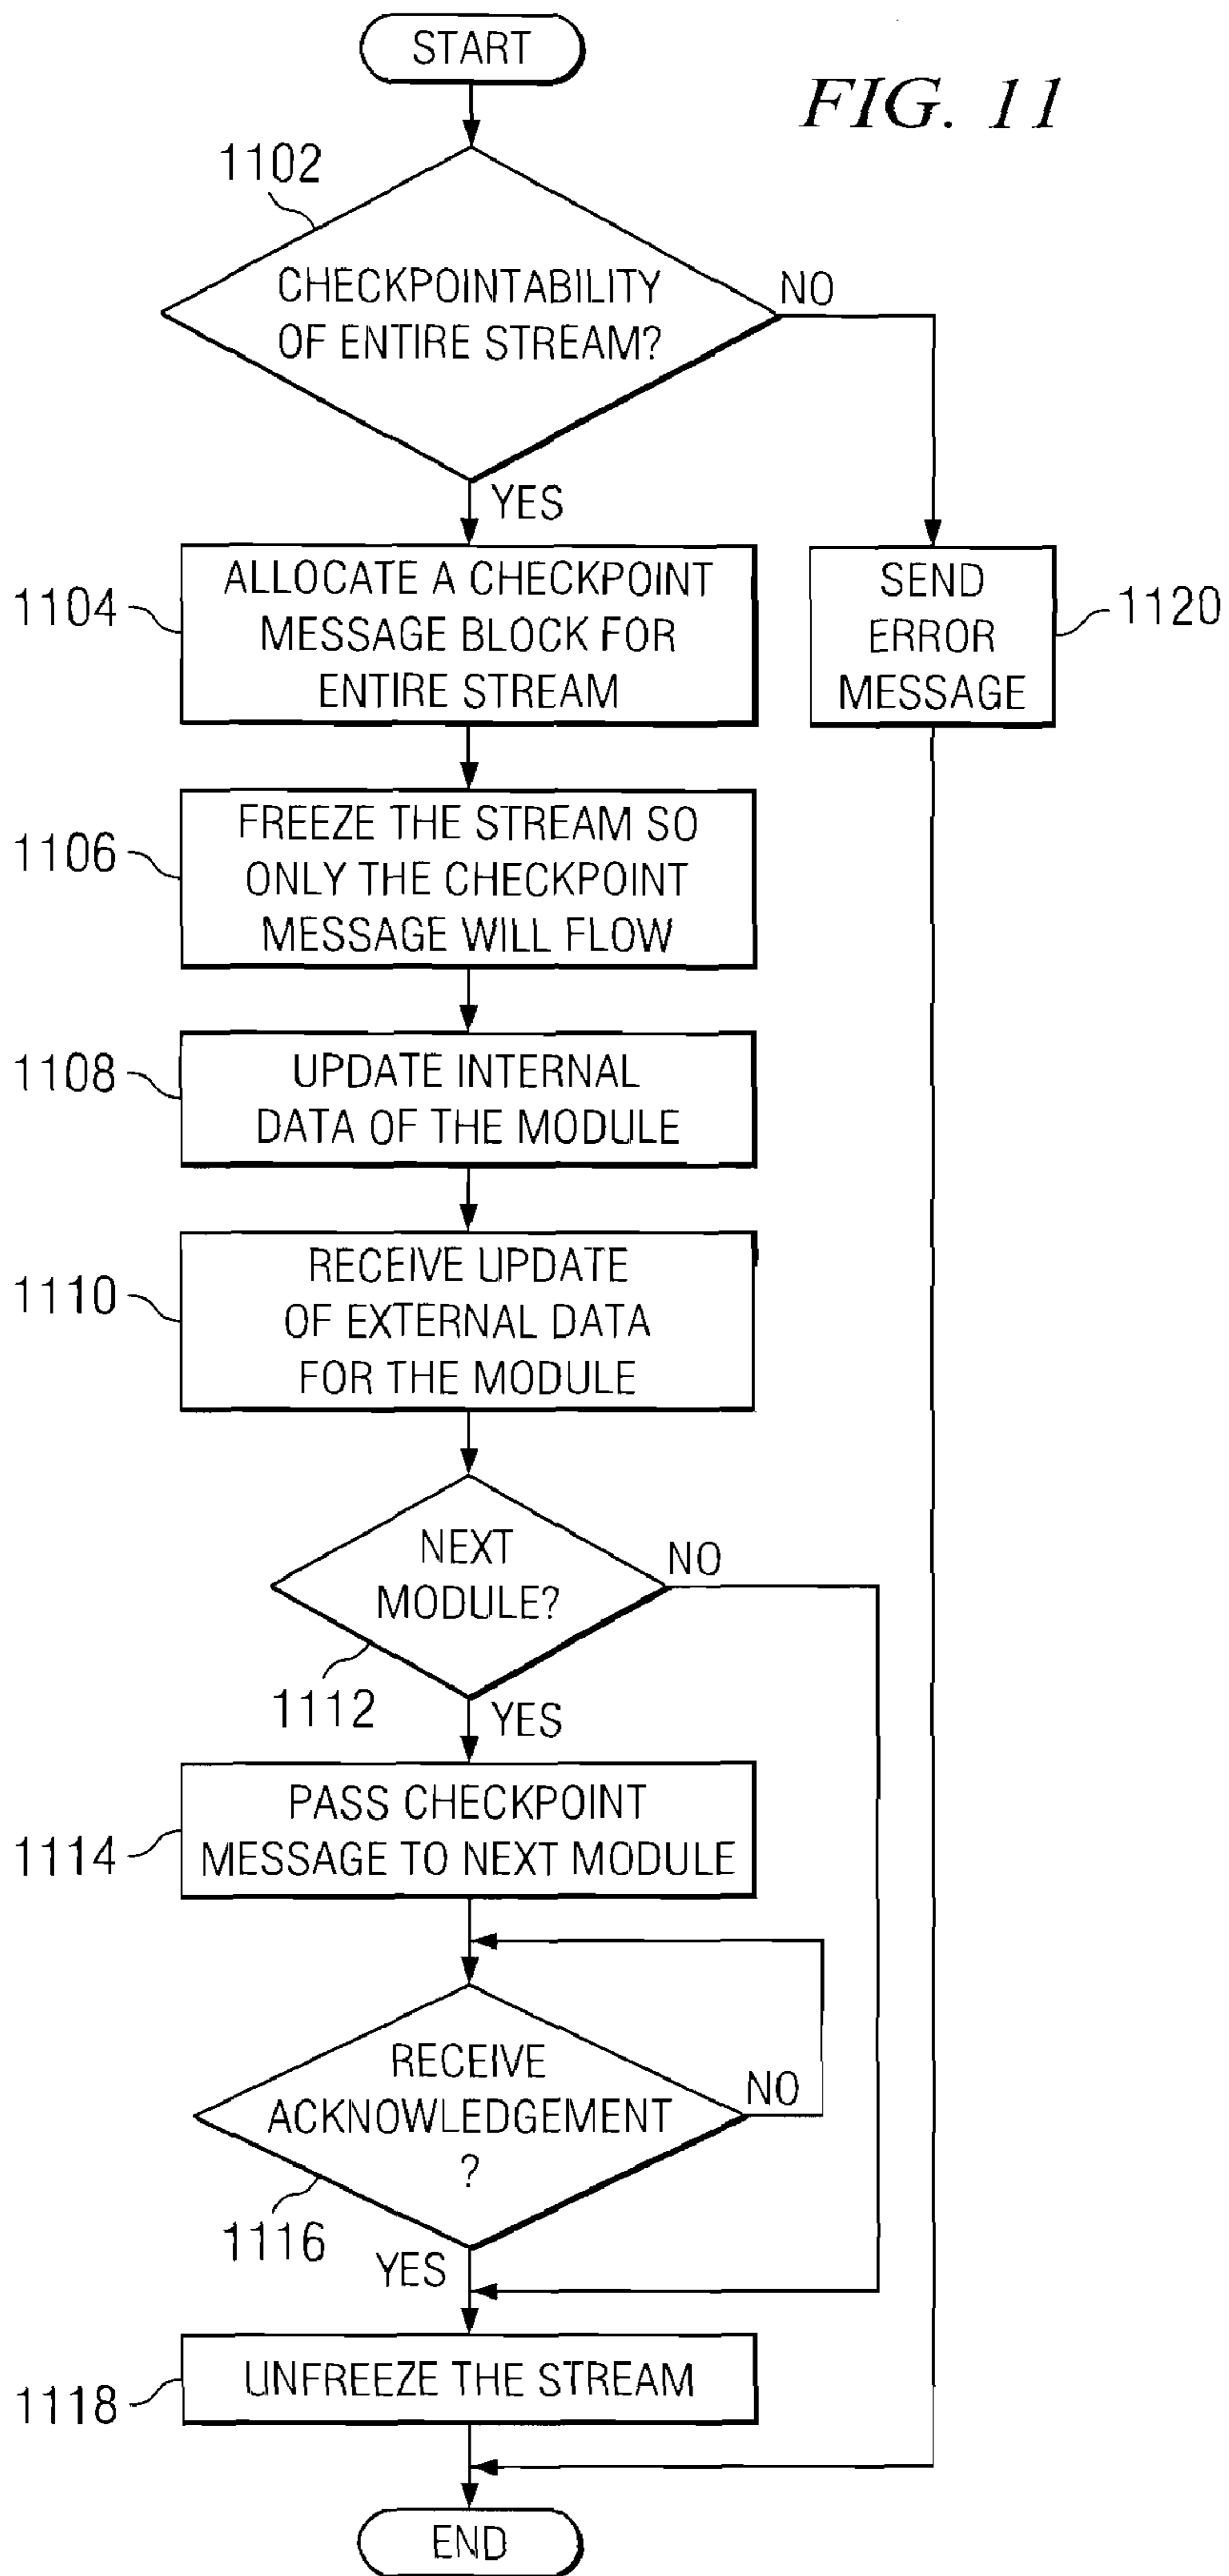 START
FIG. 11
1102
CHECKPOINTABILITY
OF ENTIRE STREAM?
NO
YES
1104
ALLOCATE A CHECKPOINT
MESSAGE BLOCK FOR
ENTIRE STREAM
SEND
ERROR
MESSAGE
1120
1106
FREEZE THE STREAM SO
ONLY THE CHECKPOINT
MESSAGE WILL FLOW
1108
UPDATE INTERNAL
DATA OF THE MODULE
1110
RECEIVE UPDATE
OF EXTERNAL DATA
FOR THE MODULE
NEXT
MODULE?
NO
1112
YES
1114
PASS CHECKPOINT
MESSAGE TO NEXT MODULE
RECEIVE
ACKNOWLEDGEMENT
?
NO
1116
YES
1118
UNFREEZE THE STREAM
END